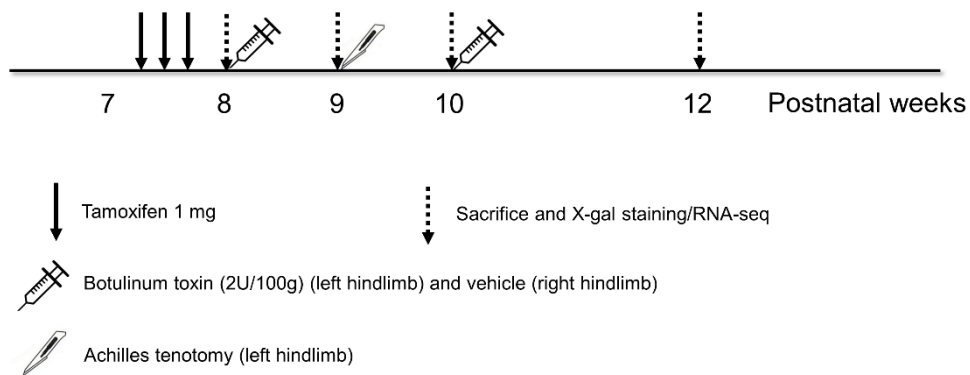 7 8 9 10 12 Postnatal weeks
Tamoxifen 1 mg
Sacrifice and X-gal staining/RNA-seq
Botulinum toxin (2U/100g) (left hindlimb) and vehicle (right hindlimb)
Achilles tenotomy (left hindlimb)